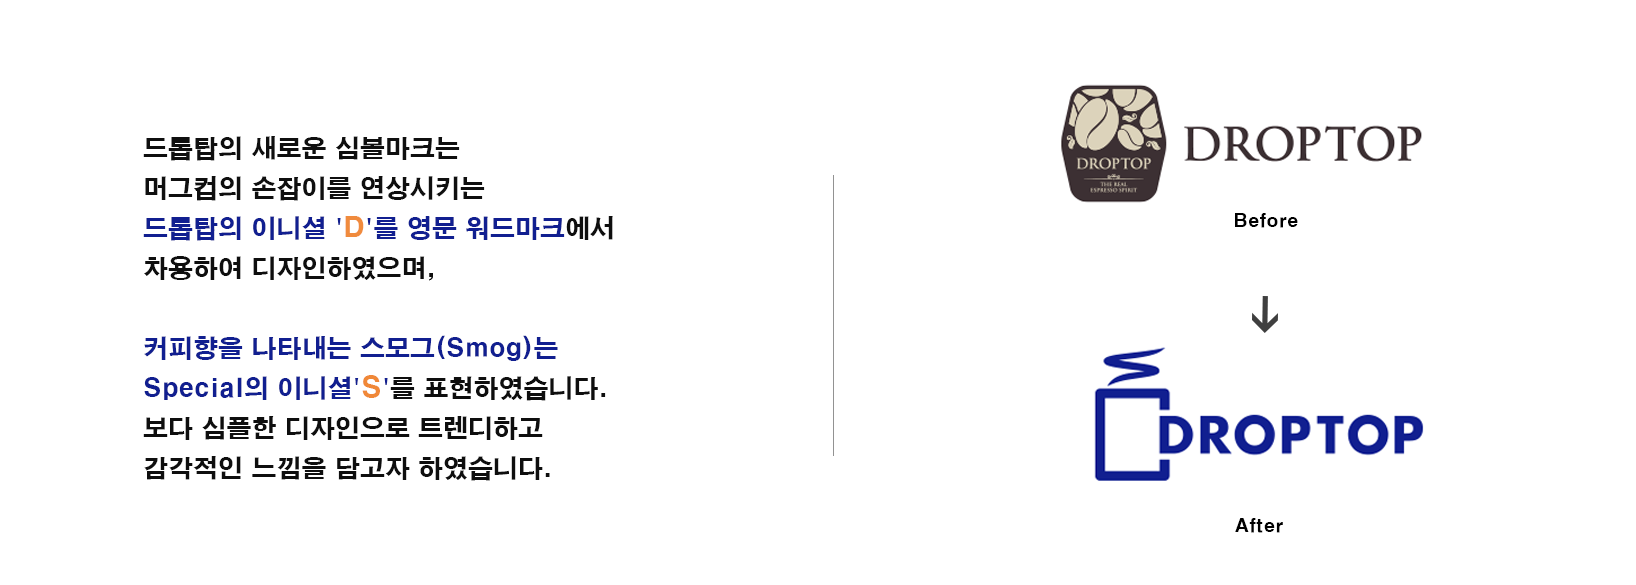 드롭탑의 새로운 심볼마크는
머그컵의 손잡이를 연상시키는
드롭탑의 이니셜 'D'를 영문 워드마크에서
차용하여 디자인하였으며,
커피향을 나타내는 스모그(Smog)는
Special의 이니셜'S'를 표현하였습니다.
보다 심플한 디자인으로 트렌디하고
감각적인 느낌을 담고자 하였습니다.
DROPTOP
THE REAL
ESPRESSO SPIRIT
DROPTOP
Before
DROPTOP
After